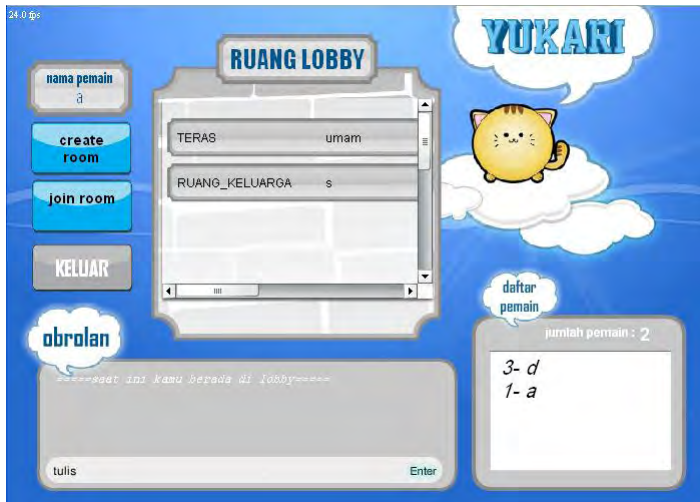 24.0 fps
YUKARI
RUANG LOBBY
nama pemain
a
create
room
join room
KELUAR
TERAS umam
RUANG_KELUARGA s
daftar
pemain
jumlah pemain : 2
3- d
1- a
obrolan
=====saat ini kamu berada di lobby=====
tulis
Enter